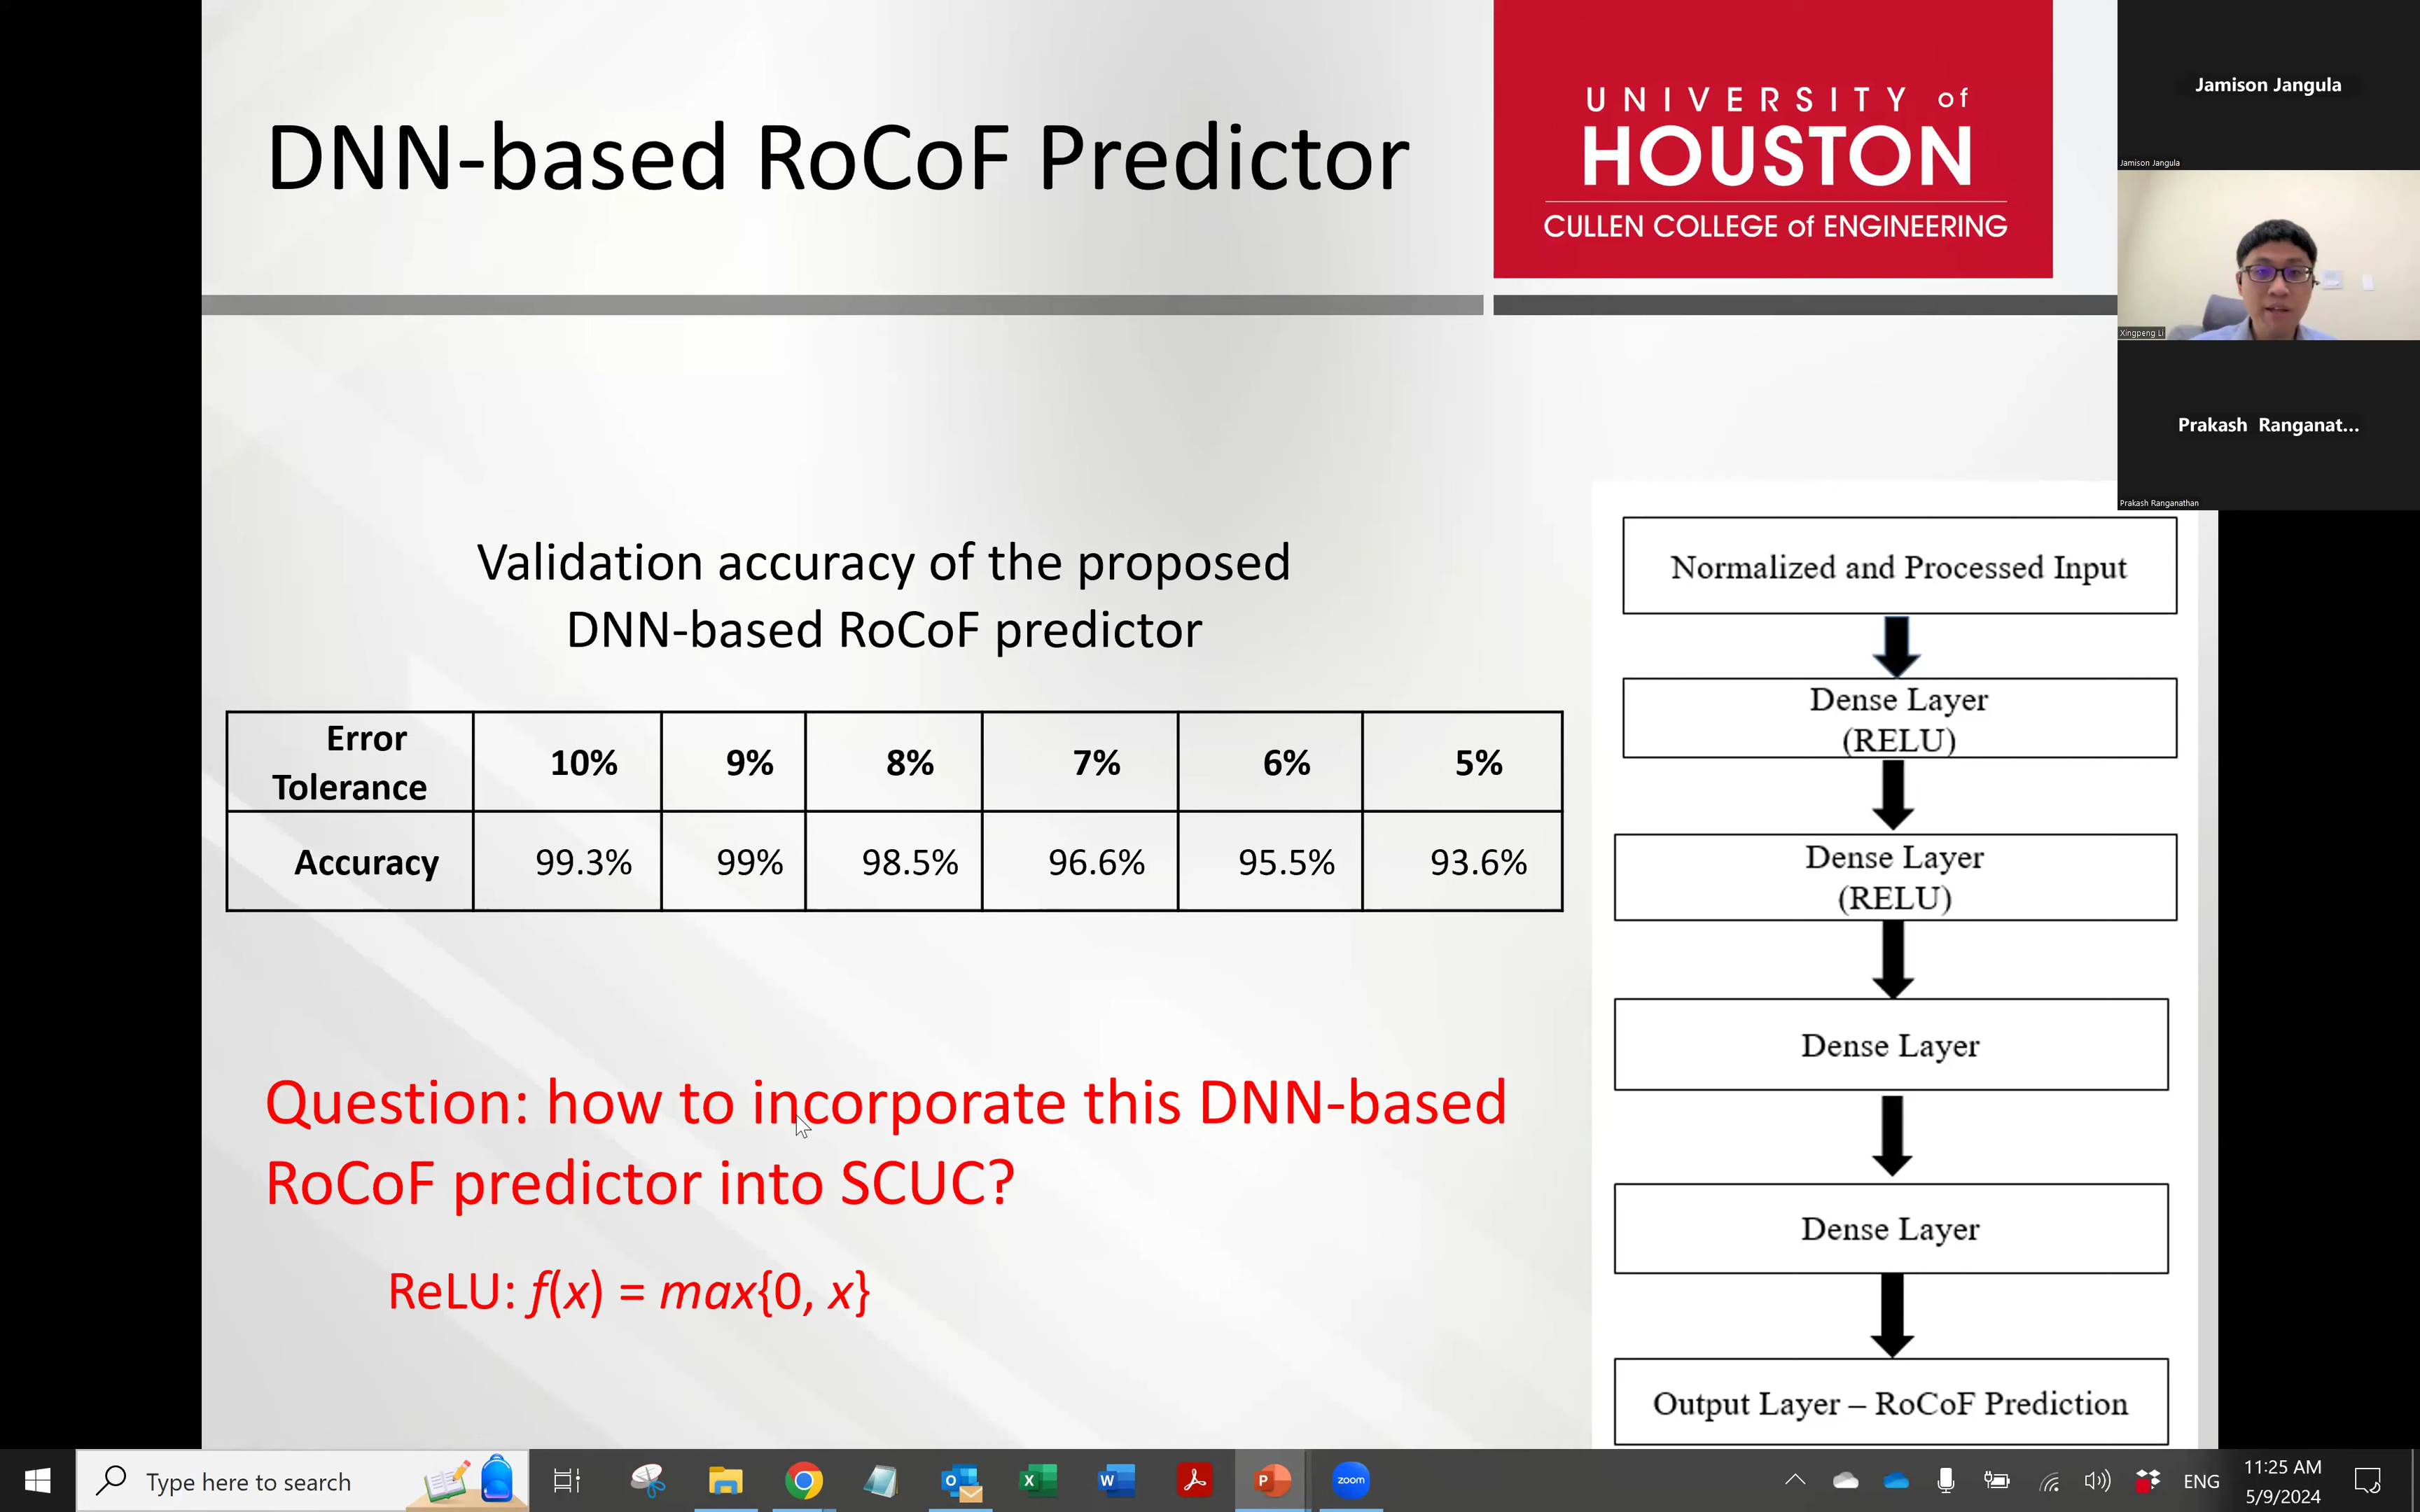 DNN-based RoCoF Predictor
UNIVERSITY of
HOUSTON
CULLEN COLLEGE of ENGINEERING
Jamison Jangula
Jamison Jangula
Xingpeng Li
Prakash Ranganat...
Prakash Ranganathan
Validation accuracy of the proposed
DNN-based RoCoF predictor
Error Tolerance 10% 9% 8% 7% 6% 5%
Accuracy 99.3% 99% 98.5% 96.6% 95.5% 93.6%
Question: how to incorporate this DNN-based
RoCoF predictor into SCUC?
ReLU: f(x) = max{0, x}
Normalized and Processed Input
Dense Layer
(RELU)
Dense Layer
(RELU)
Dense Layer
Dense Layer
Output Layer – RoCoF Prediction
Type here to search
zoom
ENG
11:25 AM
5/9/2024